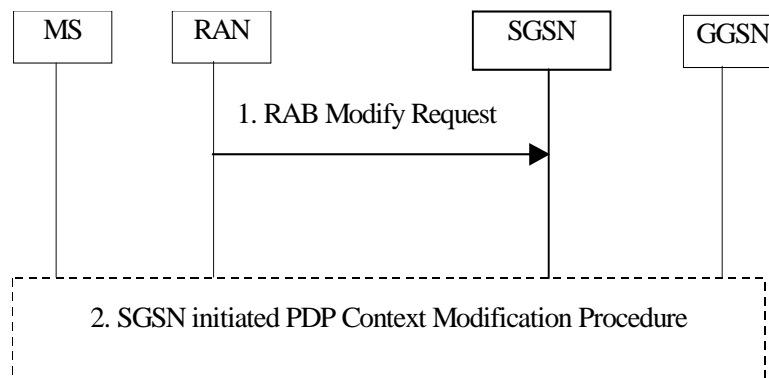 MS RAN SGSN GGSN
1. RAB Modify Request
2. SGSN initiated PDP Context Modification Procedure